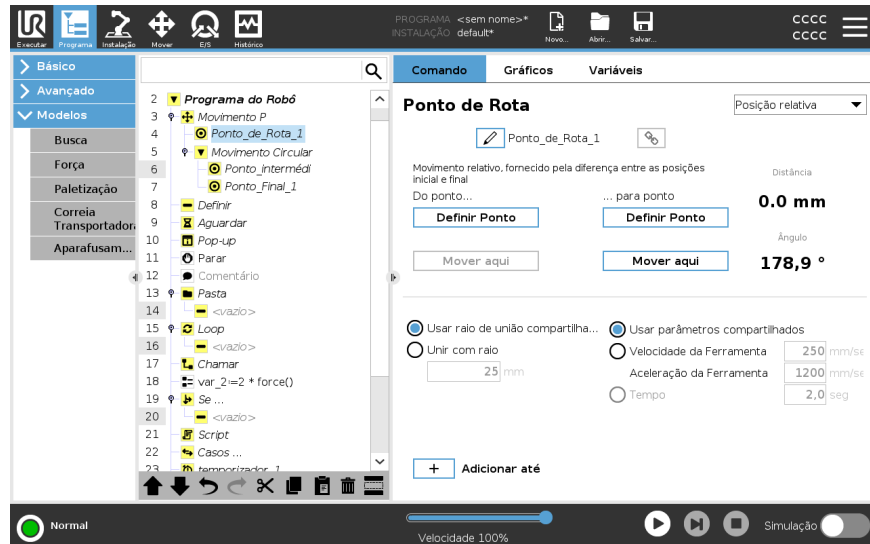 PROGRAMA <sem nome>*
INSTALAÇÃO default*
Executar
Programa
Instalação
Mover
E/S
Histórico
Novo...
Abrir...
Salvar...
cccc
cccc
Básico
Avançado
Modelos
Busca
Força
Paletização
Correia
Transportadora
Aparafusam...
2 Programa do Robô
3 Movimento P
4 Ponto_de_Rota_1
5 Movimento Circular
6 Ponto_intermédi
7 Ponto_Final_1
8 Definir
9 Aguardar
10 Pop-up
11 Parar
12 Comentário
13 Pasta
14 <vazio>
15 Loop
16 <vazio>
17 Chamar
18 var_2≔2 * force()
19 Se ...
20 <vazio>
21 Script
22 Casos ...
23 temporizador_1
Comando Gráficos Variáveis
Ponto de Rota
Posição relativa
Ponto_de_Rota_1
Movimento relativo, fornecido pela diferença entre as posições
inicial e final
Do ponto... ... para ponto
Definir Ponto Definir Ponto
Mover aqui Mover aqui
Distância
0.0 mm
Ângulo
178,9 °
Usar raio de união compartilha...
Unir com raio
25 mm
Usar parâmetros compartilhados
Velocidade da Ferramenta 250 mm/se
Aceleração da Ferramenta 1200 mm/se
Tempo 2,0 seg
+ Adicionar até
Normal
Velocidade 100%
Simulação